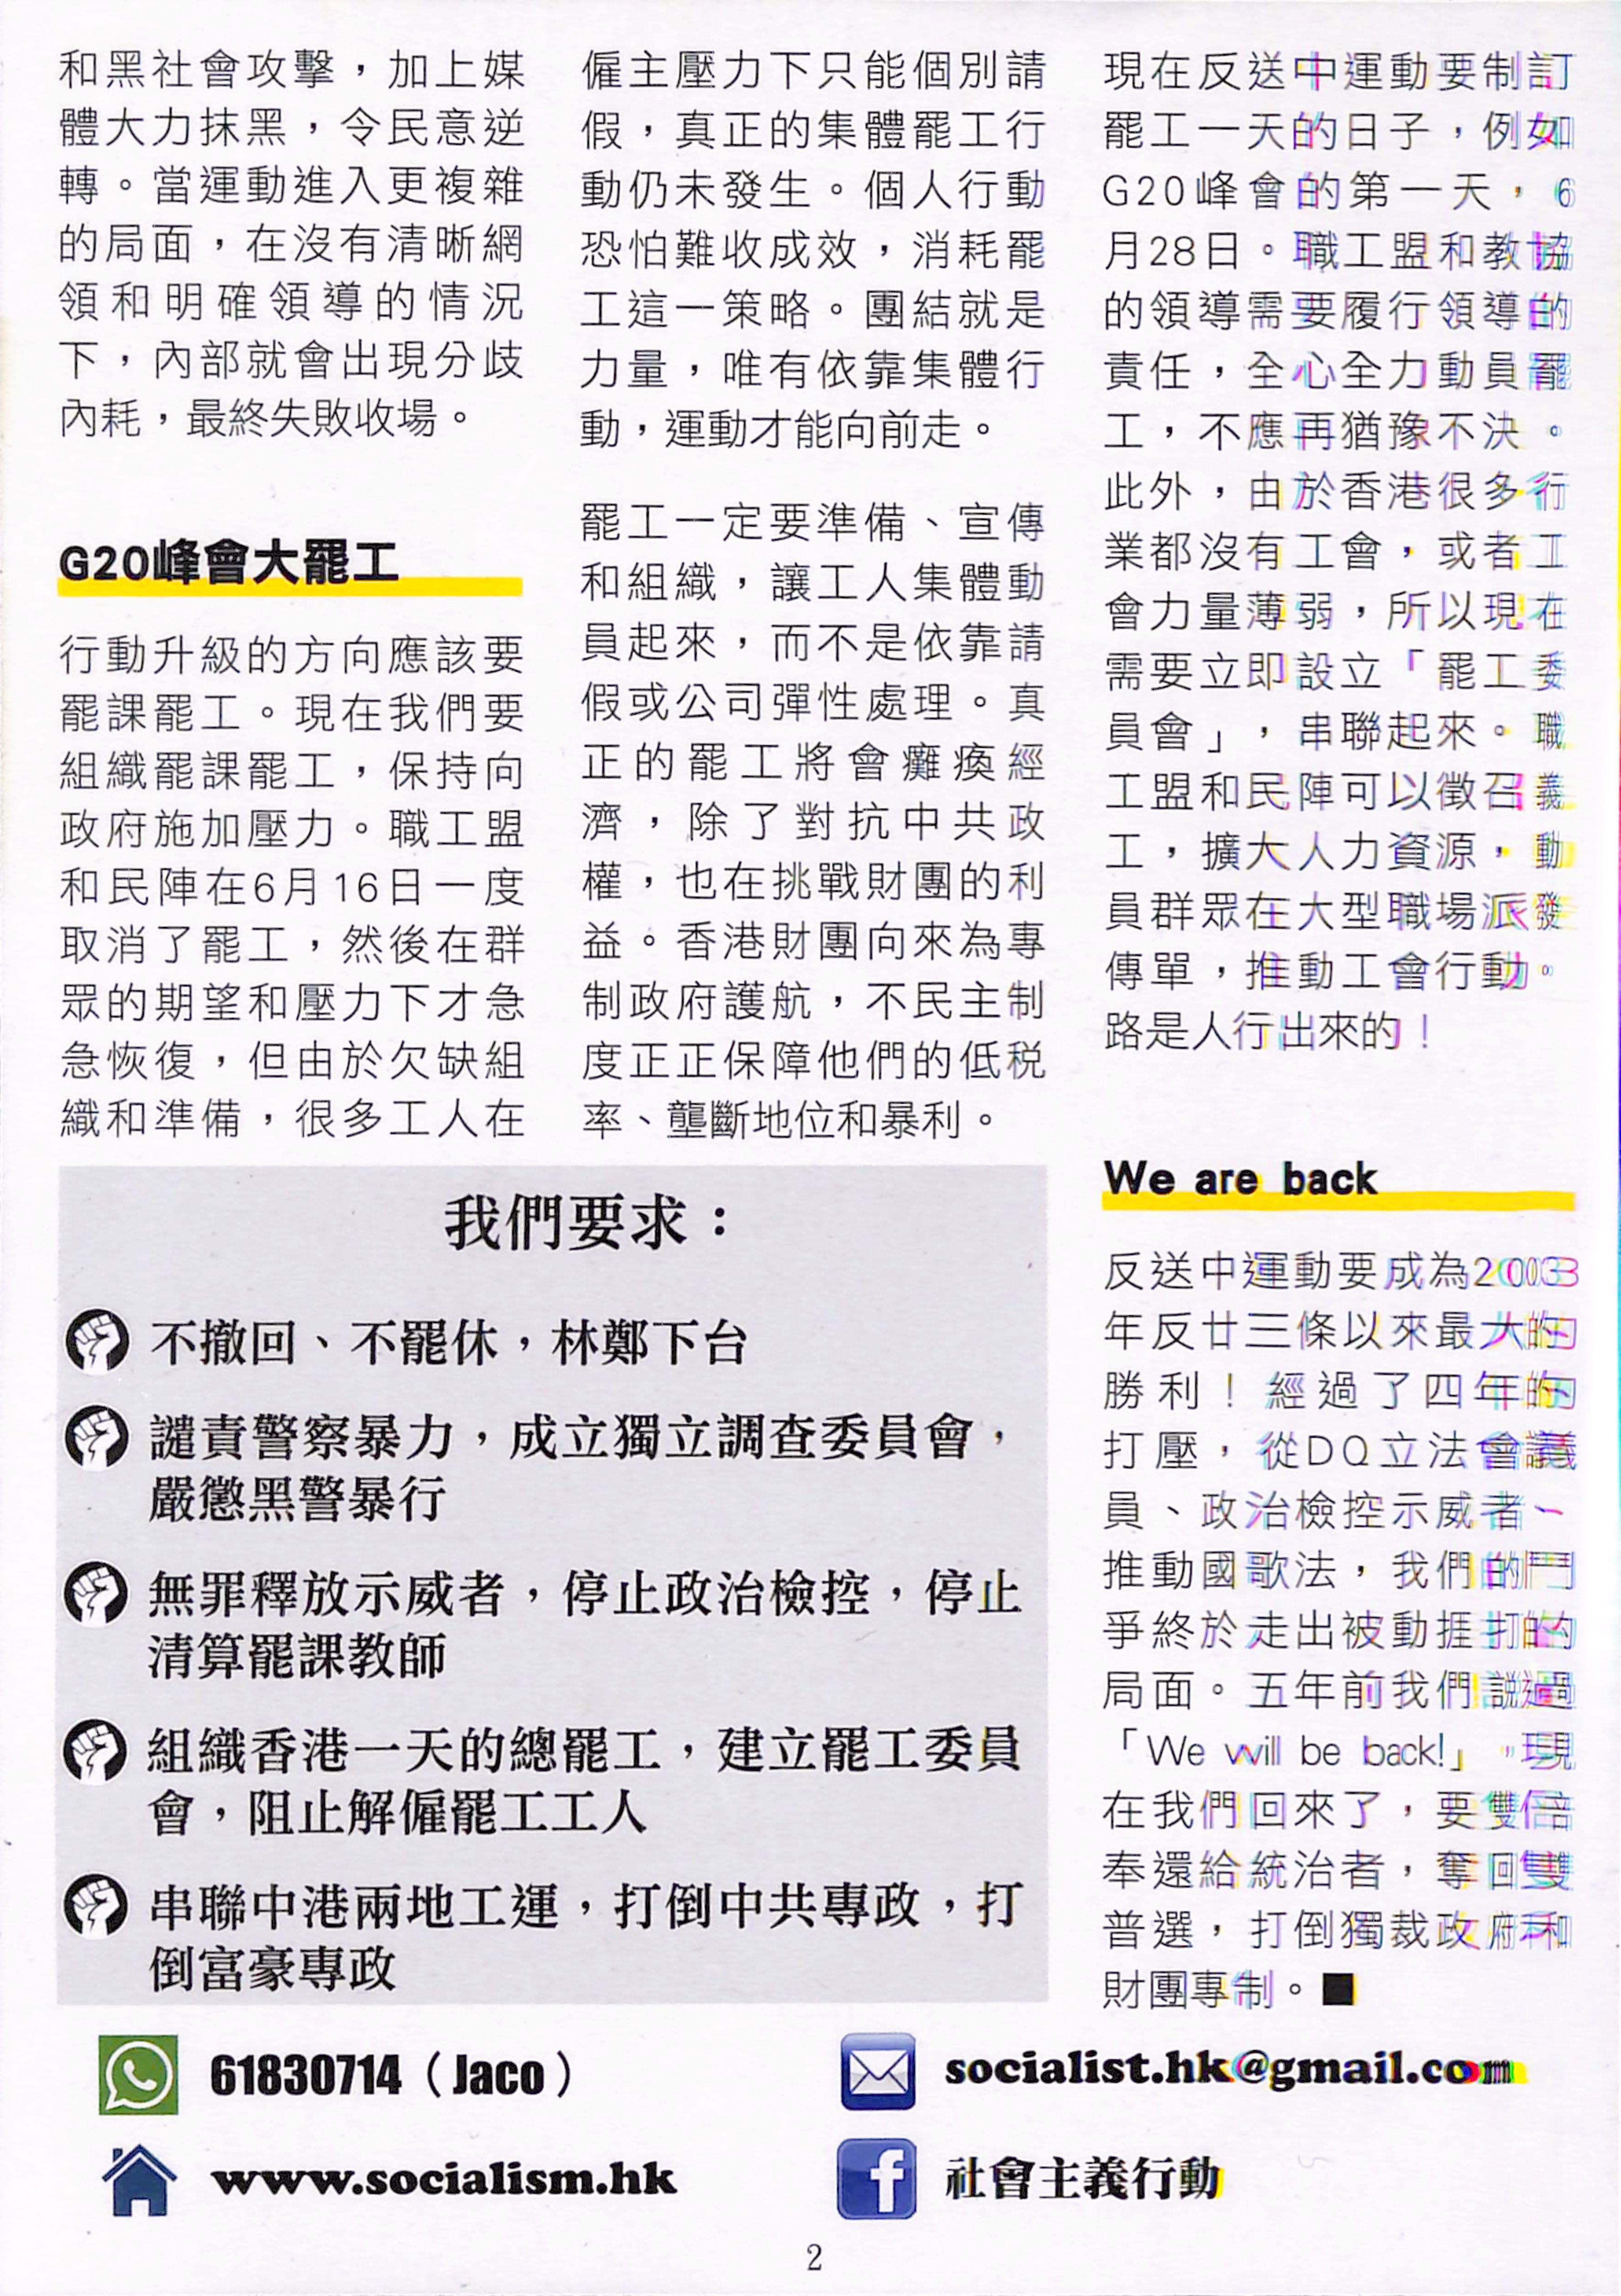 和黑社會攻擊，加上媒
體大力抹黑，令民意逆
轉。當運動進入更複雜
的局面，在沒有清晰網
領和明確領導的情況
下，內部就會出現分歧
內耗，最終失敗收場。
G20峰會大罷工
行動升級的方向應該要
罷課罷工。現在我們要
組織罷課罷工，保持向
政府施加壓力。職工盟
和民陣在6月16日一度
取消了罷工，然後在群
眾的期望和壓力下才急
急恢復，但由於欠缺組
織和準備，很多工人在
僱主壓力下只能個別請
假，真正的集體罷工行
動仍未發生。個人行動
恐怕難收成效，消耗罷
工這一策略。團結就是
力量，唯有依靠集體行
動，運動才能向前走。
罷工一定要準備、宣傳
和組織，讓工人集體動
員起來，而不是依靠請
假或公司彈性處理。真
正的罷工將會癱瘓經
濟，除了對抗中共政
權，也在挑戰財團的利
益。香港財團向來為專
制政府護航，不民主制
度正正保障他們的低税
率、壟斷地位和暴利。
現在反送中運動要制訂
罷工一天的日子，例如
G20峰會的第一天，6
月28日。職工盟和教協
的領導需要履行領導的
責任，全心全力動員罷
工，不應再猶豫不決。
此外，由於香港很多行
業都沒有工會，或者工
會力量薄弱，所以現在
需要立即設立「罷工委
員會」，串聯起來。職
工盟和民陣可以徵召義
工，擴大人力資源，動
員群眾在大型職場派發
傳單，推動工會行動。
路是人行出來的！
We are back
反送中運動要成為2003
年反廿三條以來最大的
勝利！經過了四年的
打壓，從DQ立法會議
員、政治檢控示威者、
推動國歌法，我們的鬥
爭終於走出被動捱打的
局面。五年前我們說過
「We will be back!」，現
在我們回來了，要雙倍
奉還給統治者，奪回雙
普選，打倒獨裁政府和
財團專制。■
我們要求：
不撤回、不罷休，林鄭下台
譴責警察暴力，成立獨立調查委員會，
嚴懲黑警暴行
無罪釋放示威者，停止政治檢控，停止
清算罷課教師
組織香港一天的總罷工，建立罷工委員
會，阻止解僱罷工工人
串聯中港兩地工運，打倒中共專政，打
倒富豪專政
61830714（Jaco）
socialist.hk@gmail.com
www.socialism.hk
社會主義行動
2